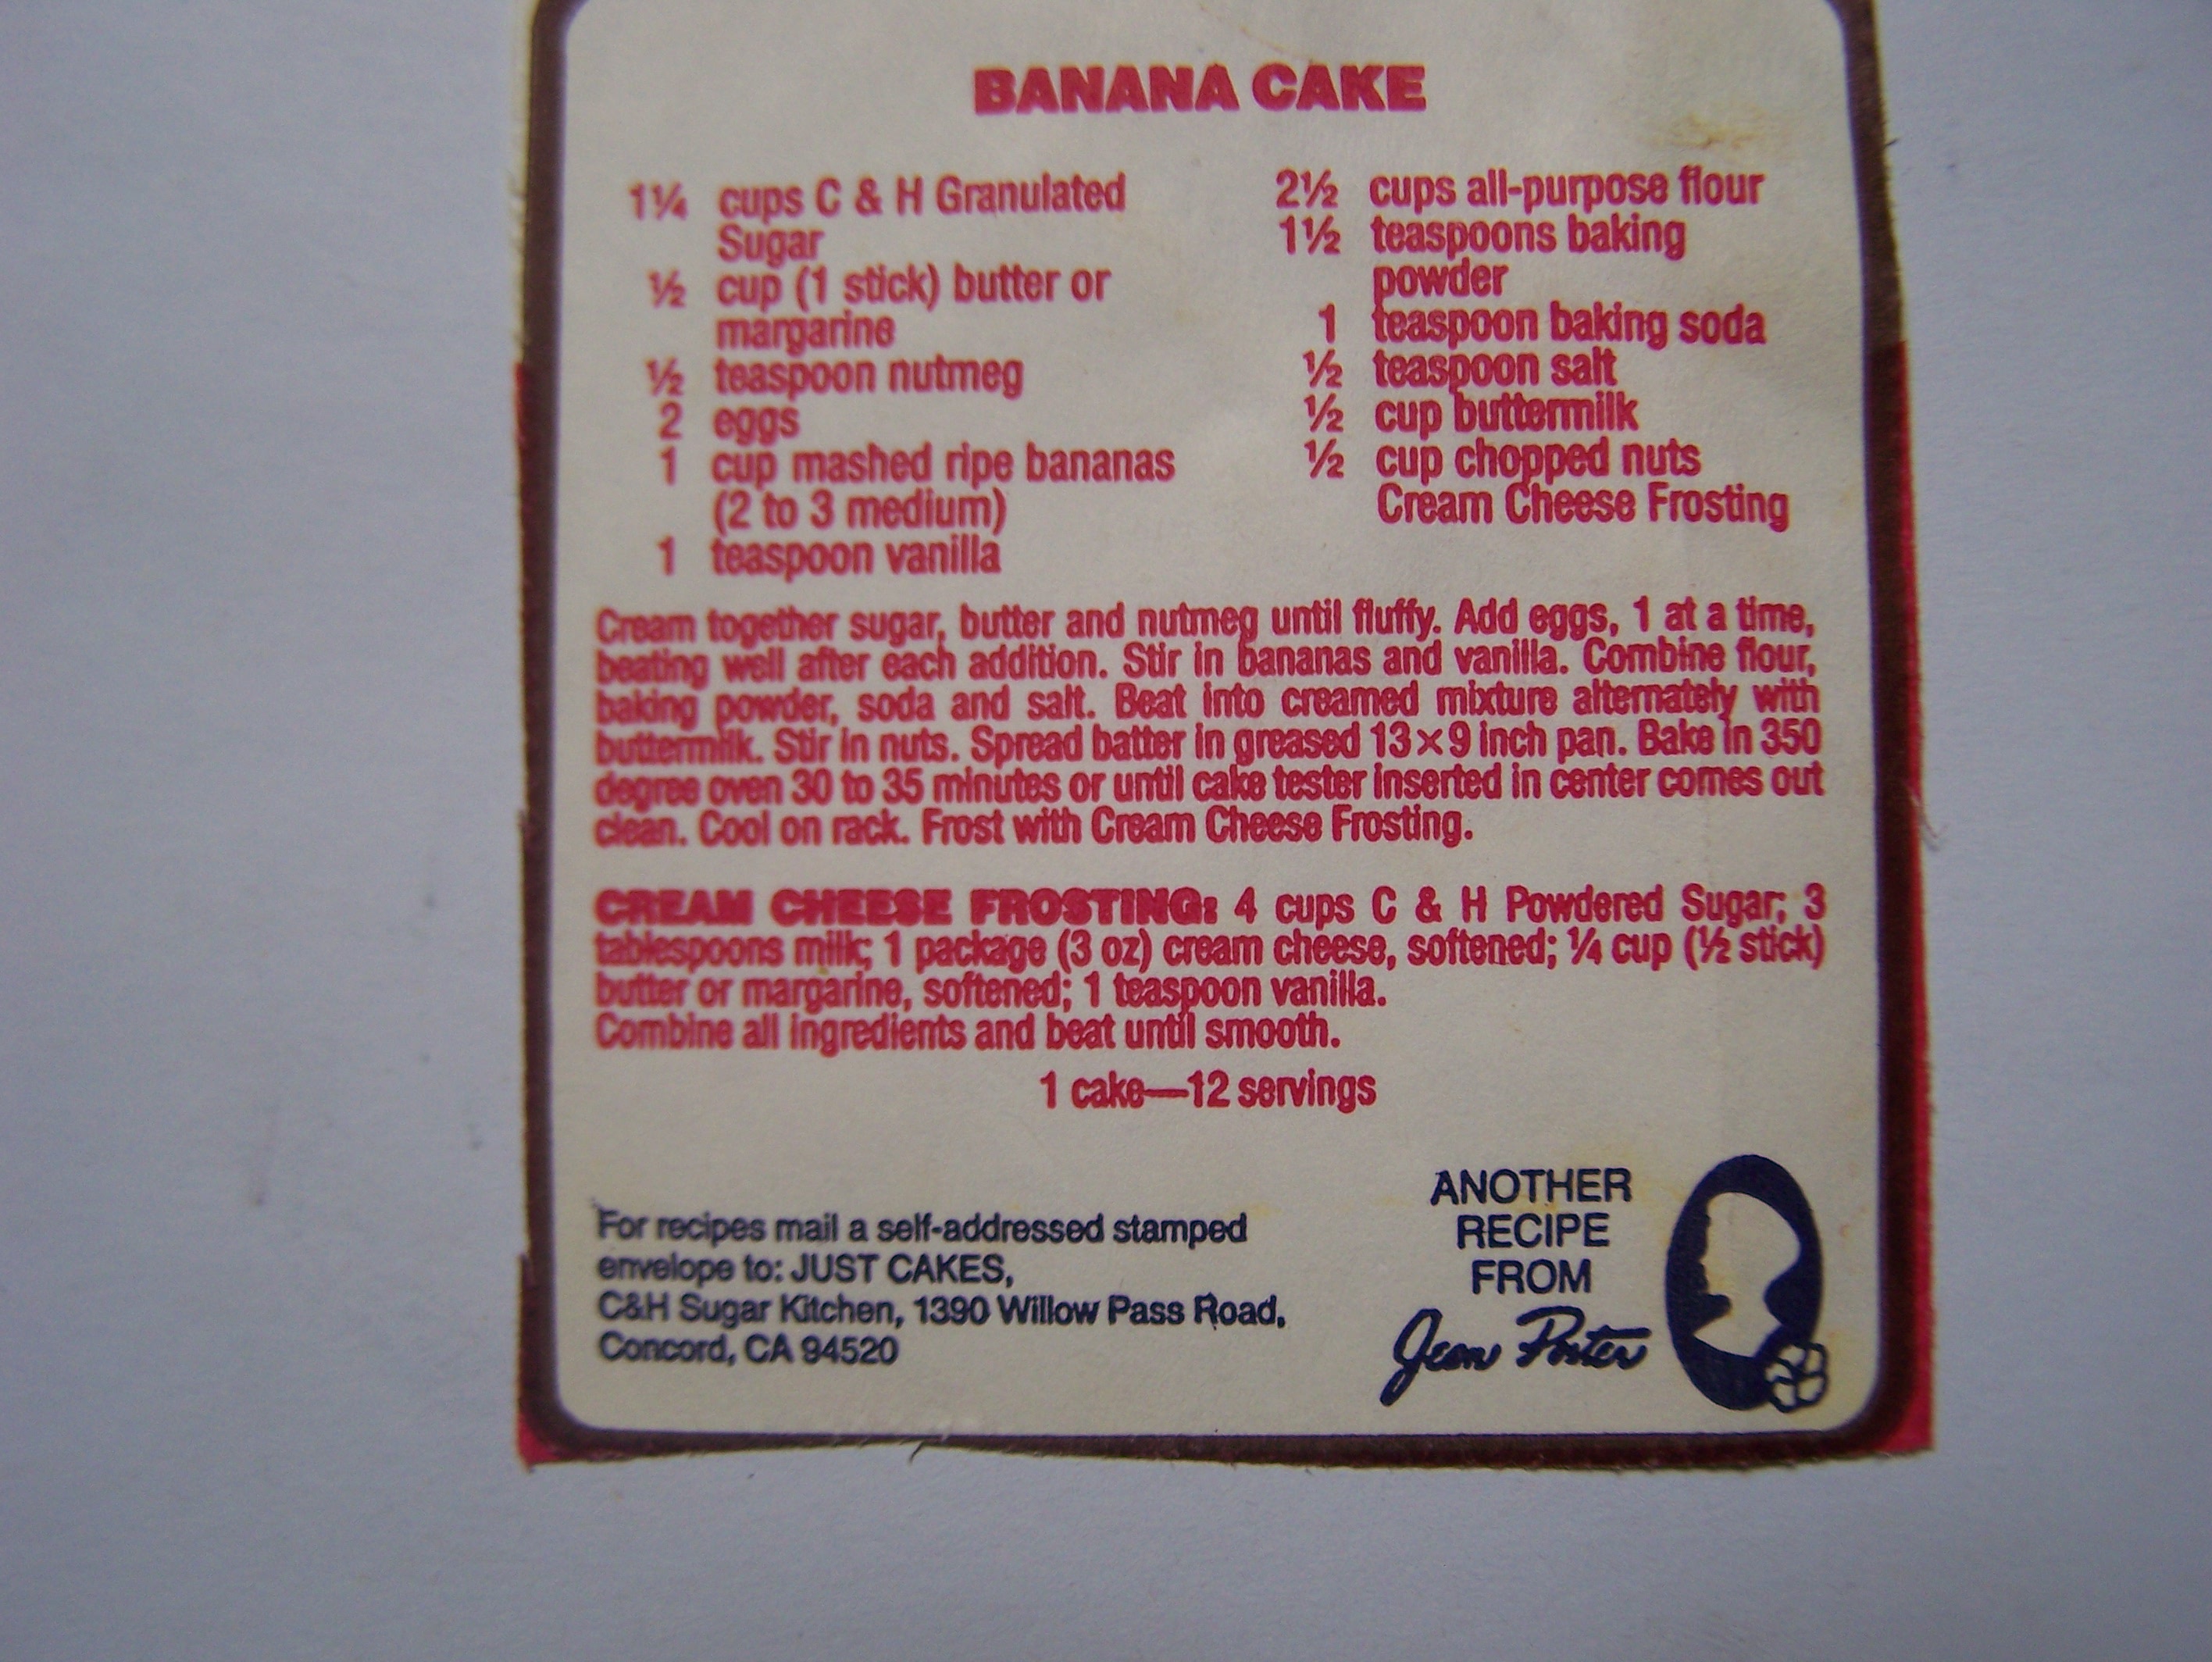 BANANA CAKE
1¼ cups C & H Granulated
Sugar
½ cup (1 stick) butter or
margarine
½ teaspoon nutmeg
2 eggs
1 cup mashed ripe bananas
(2 to 3 medium)
1 teaspoon vanilla
2½ cups all-purpose flour
1½ teaspoons baking
powder
1 teaspoon baking soda
½ teaspoon salt
½ cup buttermilk
½ cup chopped nuts
Cream Cheese Frosting
Cream together sugar, butter and nutmeg until fluffy. Add eggs, 1 at a time,
beating well after each addition. Stir in bananas and vanilla. Combine flour,
baking powder, soda and salt. Beat into creamed mixture alternately with
buttermilk. Stir in nuts. Spread batter in greased 13×9 inch pan. Bake in 350
degree oven 30 to 35 minutes or until cake tester inserted in center comes out
clean. Cool on rack. Frost with Cream Cheese Frosting.
CREAM CHEESE FROSTING: 4 cups C & H Powdered Sugar; 3
tablespoons milk; 1 package (3 oz) cream cheese, softened; ¼ cup (½ stick)
butter or margarine, softened; 1 teaspoon vanilla.
Combine all ingredients and beat until smooth.
1 cake—12 servings
For recipes mail a self-addressed stamped
envelope to: JUST CAKES,
C&H Sugar Kitchen, 1390 Willow Pass Road,
Concord, CA 94520
ANOTHER
RECIPE
FROM
Jean Porter